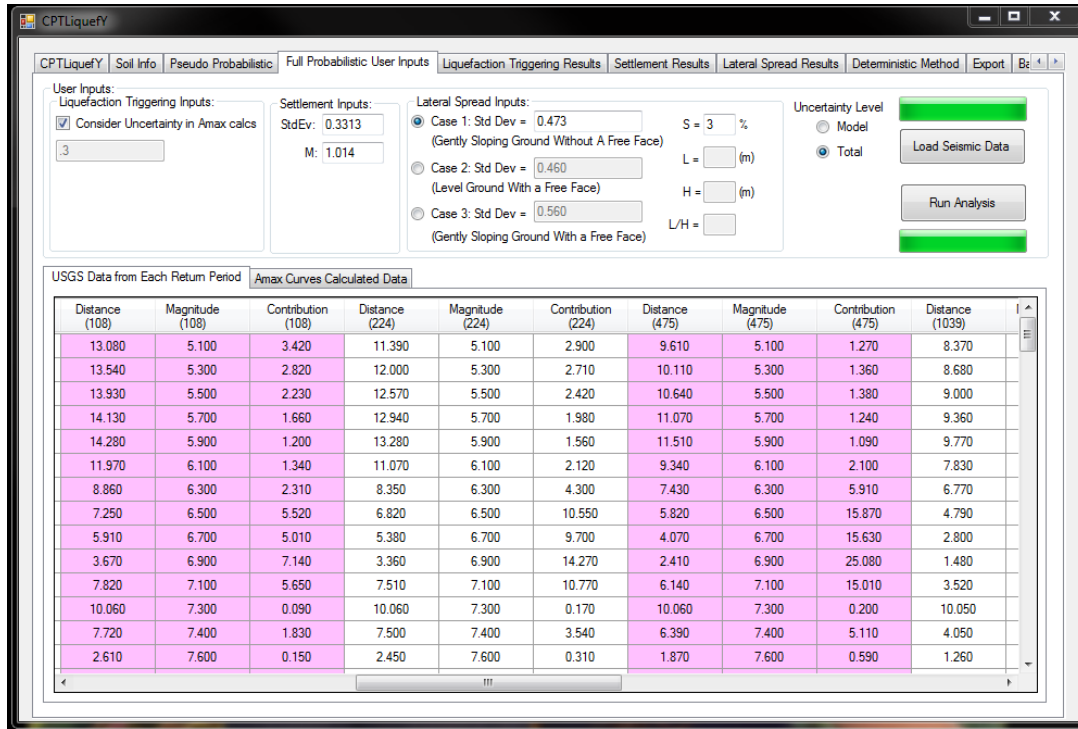 CPTLiquefY
CPTLiquefY Soil Info Pseudo Probabilistic Full Probabilistic User Inputs Liquefaction Triggering Results Settlement Results Lateral Spread Results Deterministic Method Export
User Inputs:
Liquefaction Triggering Inputs:
Consider Uncertainty in Amax calcs
.3
Settlement Inputs:
StdEv: 0.3313
M: 1.014
Lateral Spread Inputs:
Case 1: Std Dev = 0.473
(Gently Sloping Ground Without A Free Face)
Case 2: Std Dev = 0.460
(Level Ground With a Free Face)
Case 3: Std Dev = 0.560
(Gently Sloping Ground With a Free Face)
S = 3 %
L = (m)
H = (m)
L/H =
Uncertainty Level
Model
Total
Load Seismic Data
Run Analysis
USGS Data from Each Return Period Amax Curves Calculated Data
Distance (108) Magnitude (108) Contribution (108) Distance (224) Magnitude (224) Contribution (224) Distance (475) Magnitude (475) Contribution (475) Distance (1039)
13.080 5.100 3.420 11.390 5.100 2.900 9.610 5.100 1.270 8.370
13.540 5.300 2.820 12.000 5.300 2.710 10.110 5.300 1.360 8.680
13.930 5.500 2.230 12.570 5.500 2.420 10.640 5.500 1.380 9.000
14.130 5.700 1.660 12.940 5.700 1.980 11.070 5.700 1.240 9.360
14.280 5.900 1.200 13.280 5.900 1.560 11.510 5.900 1.090 9.770
11.970 6.100 1.340 11.070 6.100 2.120 9.340 6.100 2.100 7.830
8.860 6.300 2.310 8.350 6.300 4.300 7.430 6.300 5.910 6.770
7.250 6.500 5.520 6.820 6.500 10.550 5.820 6.500 15.870 4.790
5.910 6.700 5.010 5.380 6.700 9.700 4.070 6.700 15.630 2.800
3.670 6.900 7.140 3.360 6.900 14.270 2.410 6.900 25.080 1.480
7.820 7.100 5.650 7.510 7.100 10.770 6.140 7.100 15.010 3.520
10.060 7.300 0.090 10.060 7.300 0.170 10.060 7.300 0.200 10.050
7.720 7.400 1.830 7.500 7.400 3.540 6.390 7.400 5.110 4.050
2.610 7.600 0.150 2.450 7.600 0.310 1.870 7.600 0.590 1.260